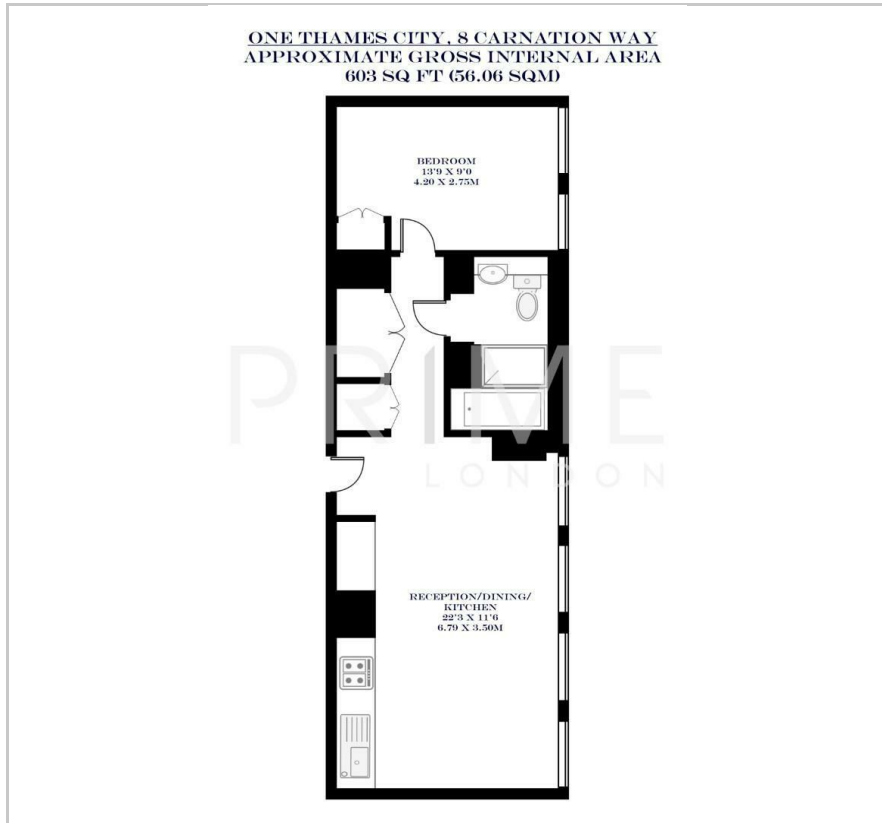 ONE THAMES CITY, 8 CARNATION WAY
APPROXIMATE GROSS INTERNAL AREA
603 SQ FT (56.06 SQM)
BEDROOM
13'9 X 9'0
4.20 X 2.75M
PRIME
LONDON
RECEPTION/DINING/
KITCHEN
22'3 X 11'6
6.79 X 3.50M